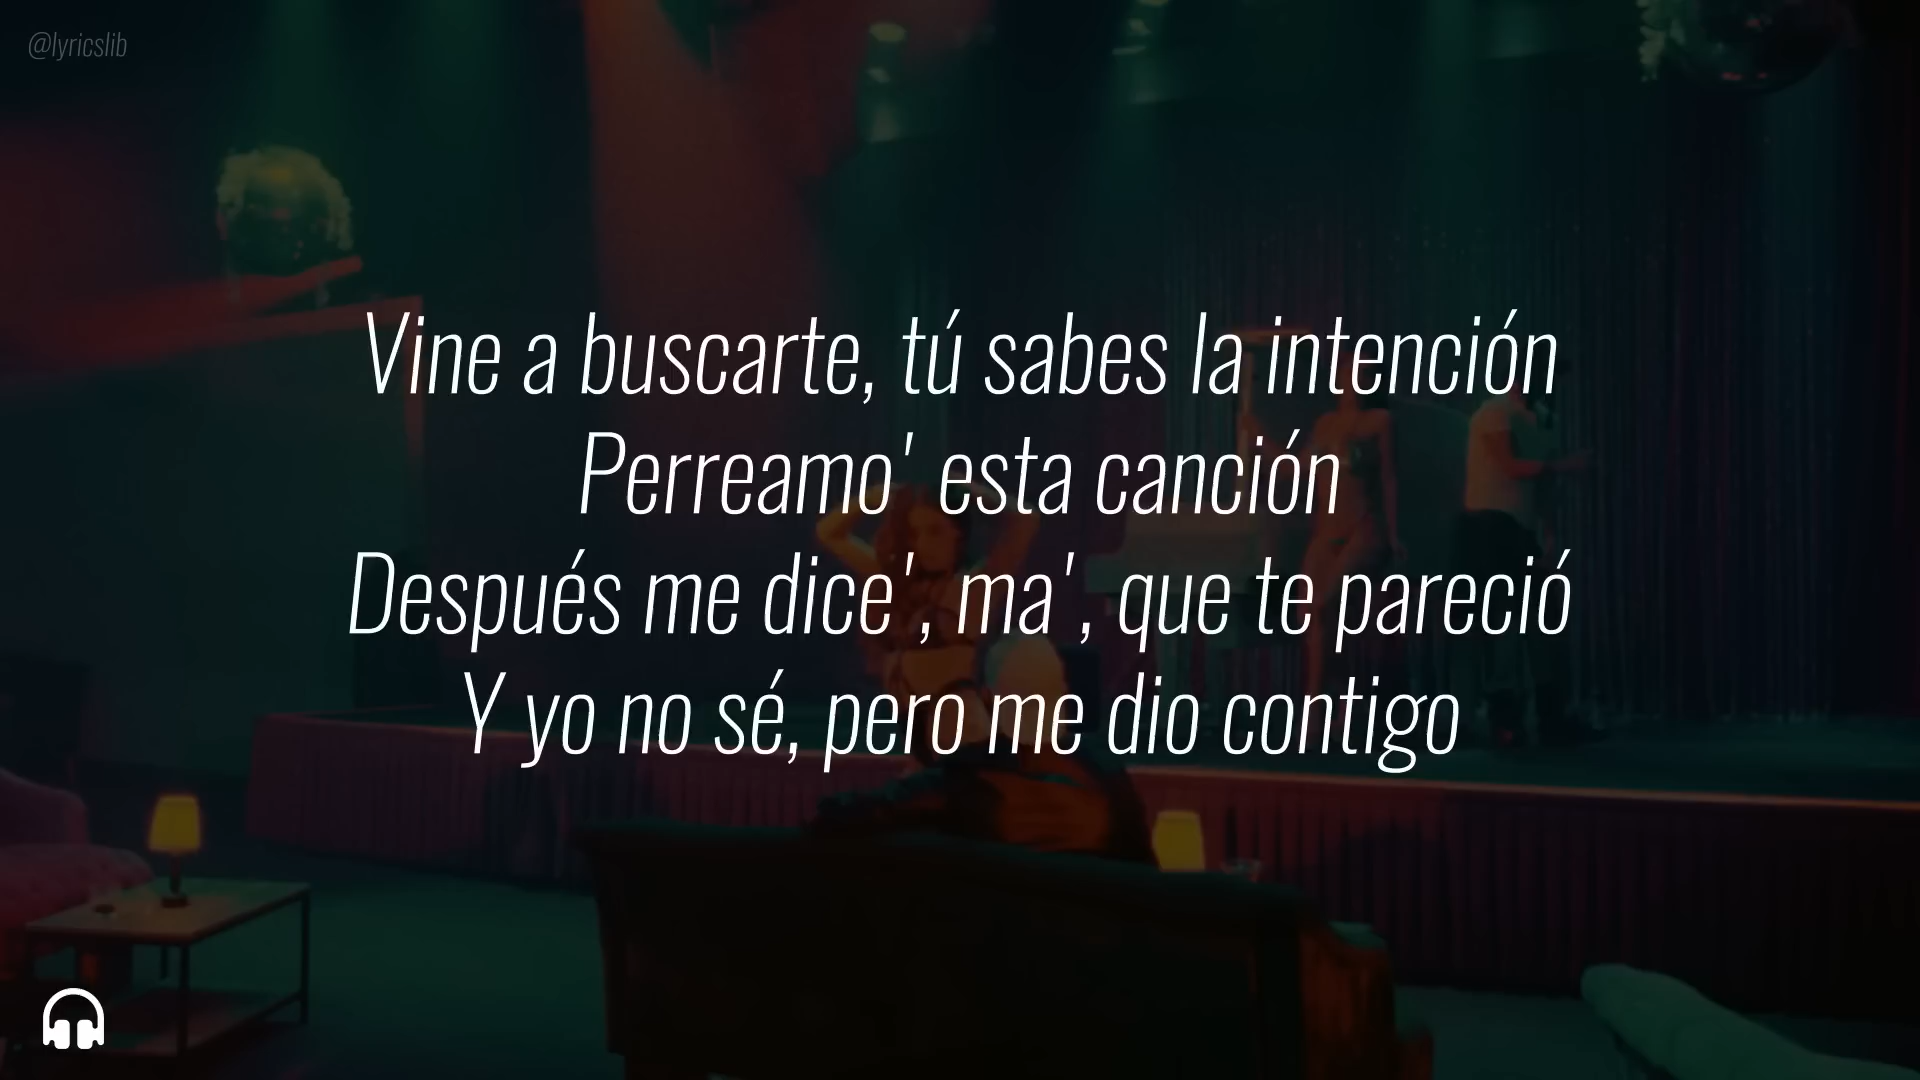 @lyricslib
Vine a buscarte, tú sabes la intención
Perreamo' esta canción
Después me dice', ma', que te pareció
Y yo no sé, pero me dio contigo